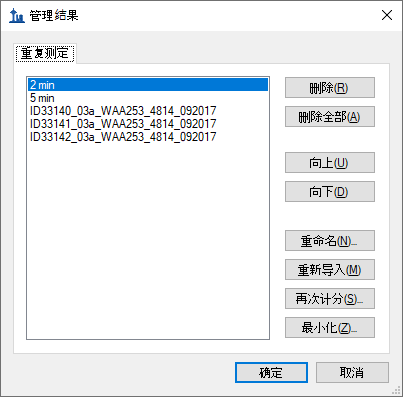 管理结果
重复测定
2 min
5 min
ID33140_03a_WAA253_4814_092017
ID33141_03a_WAA253_4814_092017
ID33142_03a_WAA253_4814_092017
删除(R)
删除全部(A)
向上(U)
向下(D)
重命名(N)...
重新导入(M)
再次计分(S)...
最小化(Z)...
确定
取消